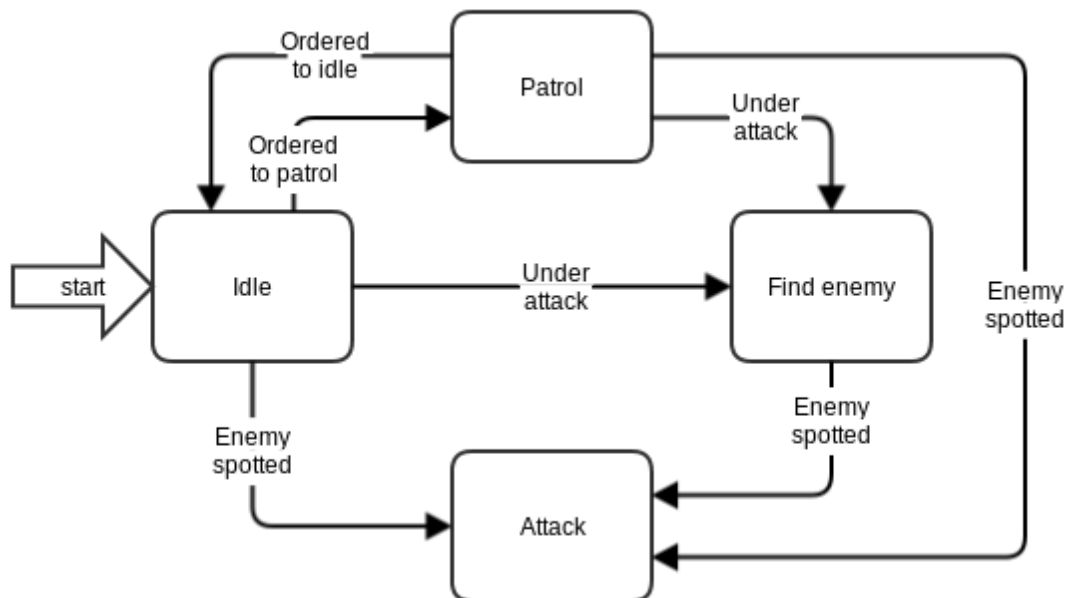 Ordered
to idle
Patrol
Under
attack
Ordered
to patrol
start
Idle
Under
attack
Find enemy
Enemy
spotted
Enemy
spotted
Enemy
spotted
Attack